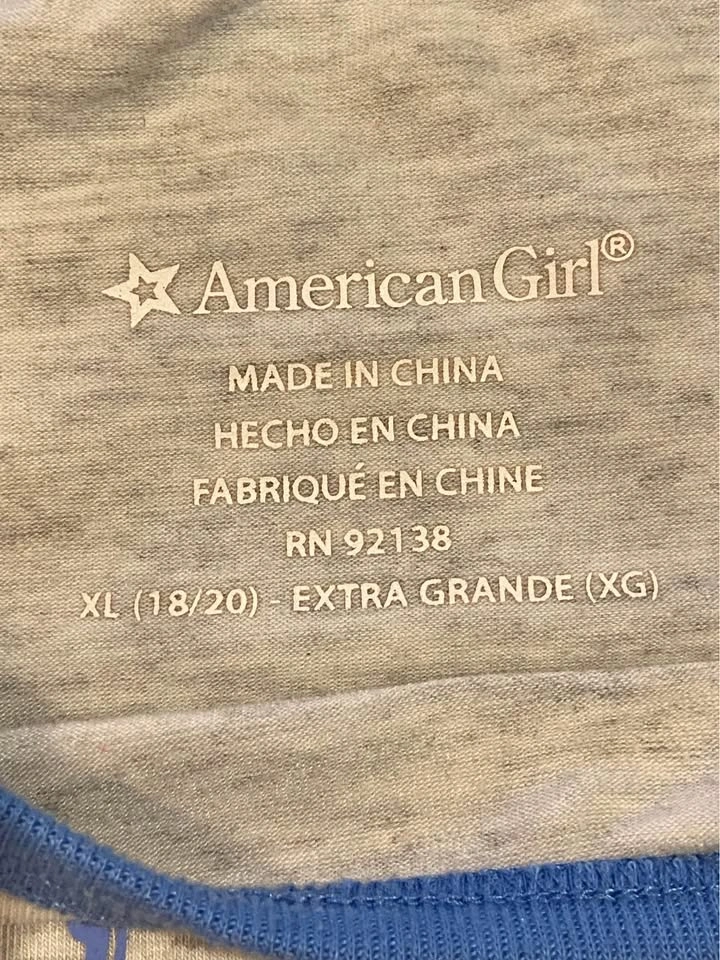 American Girl®
MADE IN CHINA
HECHO EN CHINA
FABRIQUÉ EN CHINE
RN 92138
XL (18/20) - EXTRA GRANDE (XG)